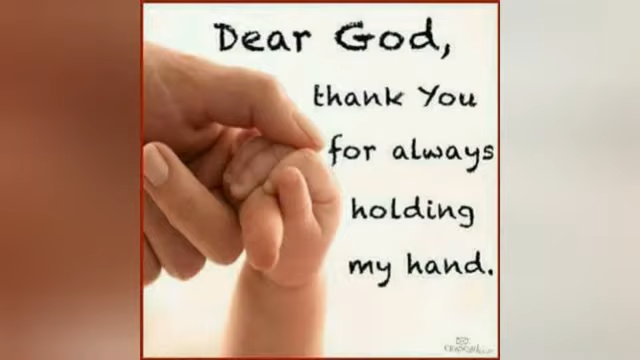 Dear God,
thank You
for always
holding
my hand.